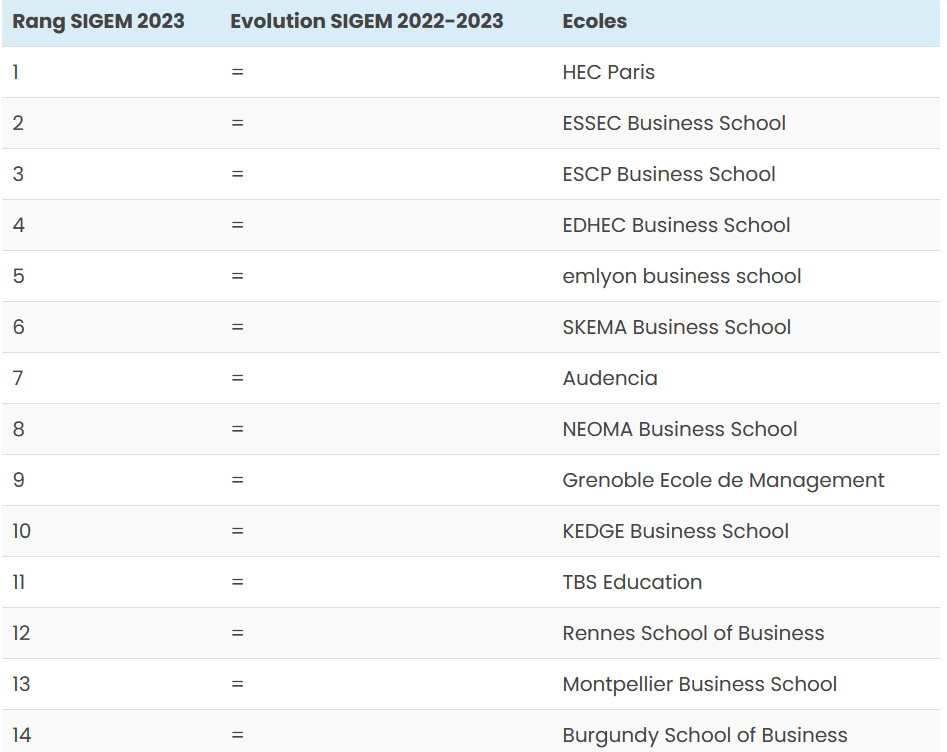 Rang SIGEM 2023 Evolution SIGEM 2022-2023 Ecoles
1 = HEC Paris
2 = ESSEC Business School
3 = ESCP Business School
4 = EDHEC Business School
5 = emlyon business school
6 = SKEMA Business School
7 = Audencia
8 = NEOMA Business School
9 = Grenoble Ecole de Management
10 = KEDGE Business School
11 = TBS Education
12 = Rennes School of Business
13 = Montpellier Business School
14 = Burgundy School of Business